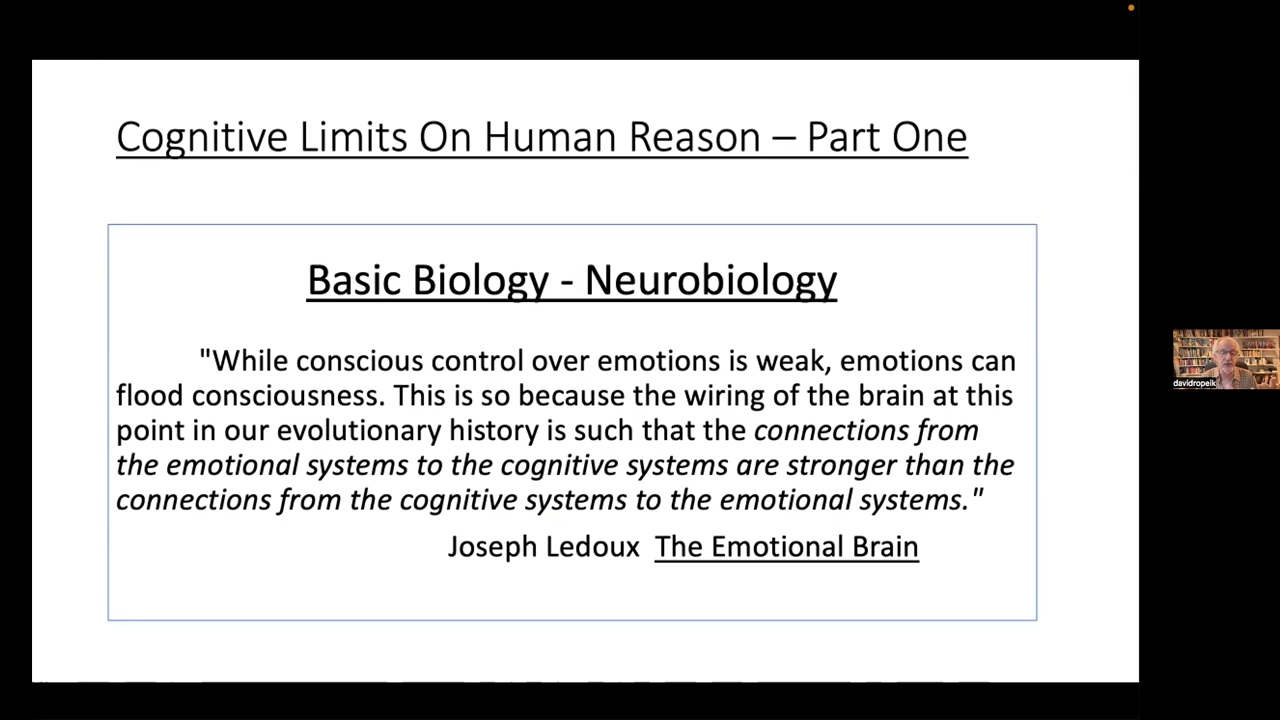 Cognitive Limits On Human Reason – Part One
Basic Biology - Neurobiology
"While conscious control over emotions is weak, emotions can
flood consciousness. This is so because the wiring of the brain at this
point in our evolutionary history is such that the connections from
the emotional systems to the cognitive systems are stronger than the
connections from the cognitive systems to the emotional systems."
Joseph Ledoux The Emotional Brain
davidropeik